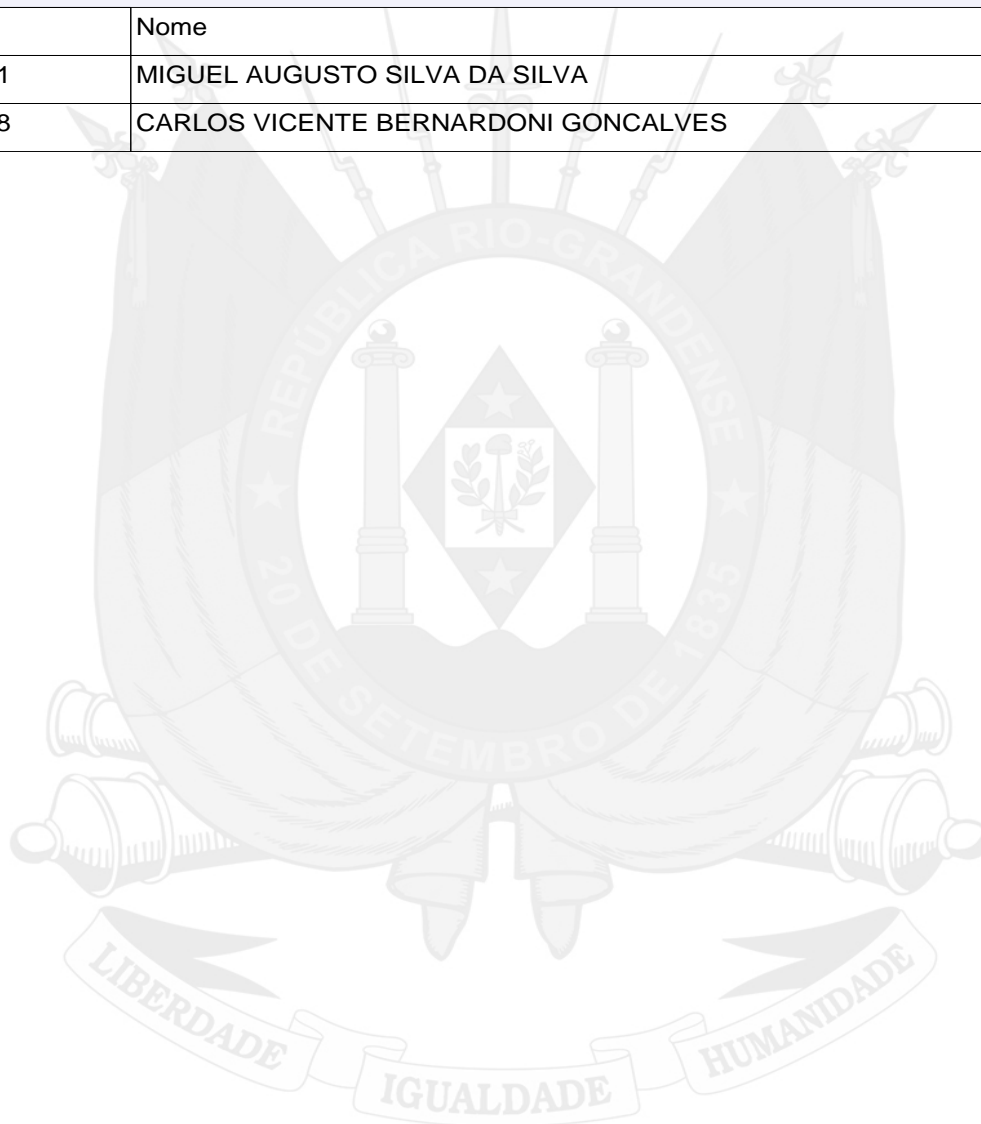 Nome
1 MIGUEL AUGUSTO SILVA DA SILVA
8 CARLOS VICENTE BERNARDONI GONCALVES
REPÚBLICA RIO-GRANDENSE
★ 20 DE SETEMBRO DE 1835 ★
LIBERDADE IGUALDADE HUMANIDADE